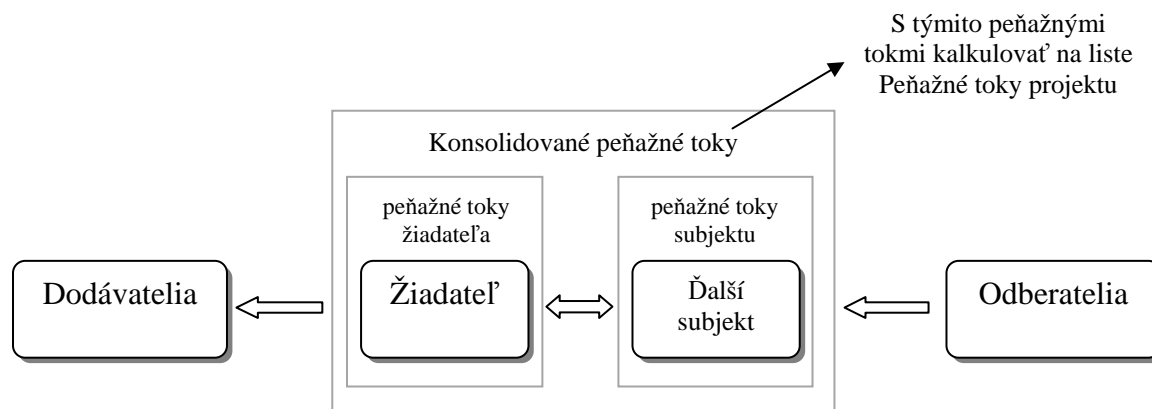 S týmito peňažnými
tokmi kalkulovať na liste
Peňažné toky projektu
Konsolidované peňažné toky
peňažné toky
žiadateľa
peňažné toky
subjektu
Dodávatelia
Žiadateľ
Ďalší
subjekt
Odberatelia